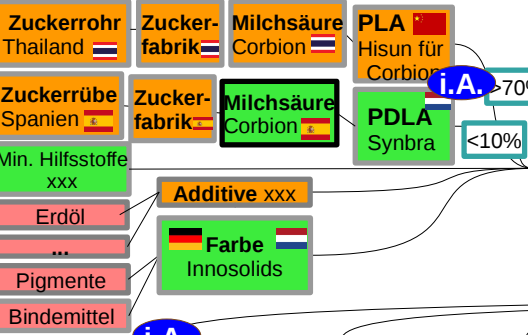 Zuckerrohr
Thailand
Zucker-
fabrik
Milchsäure
Corbion
PLA
Hisun für
Corbion
i.A.
>70%
Zuckerrübe
Spanien
Zucker-
fabrik
Milchsäure
Corbion
PDLA
Synbra
<10%
Min. Hilfsstoffe
xxx
Additive xxx
Erdöl
...
Farbe
Innosolids
Pigmente
Bindemittel
i.A.